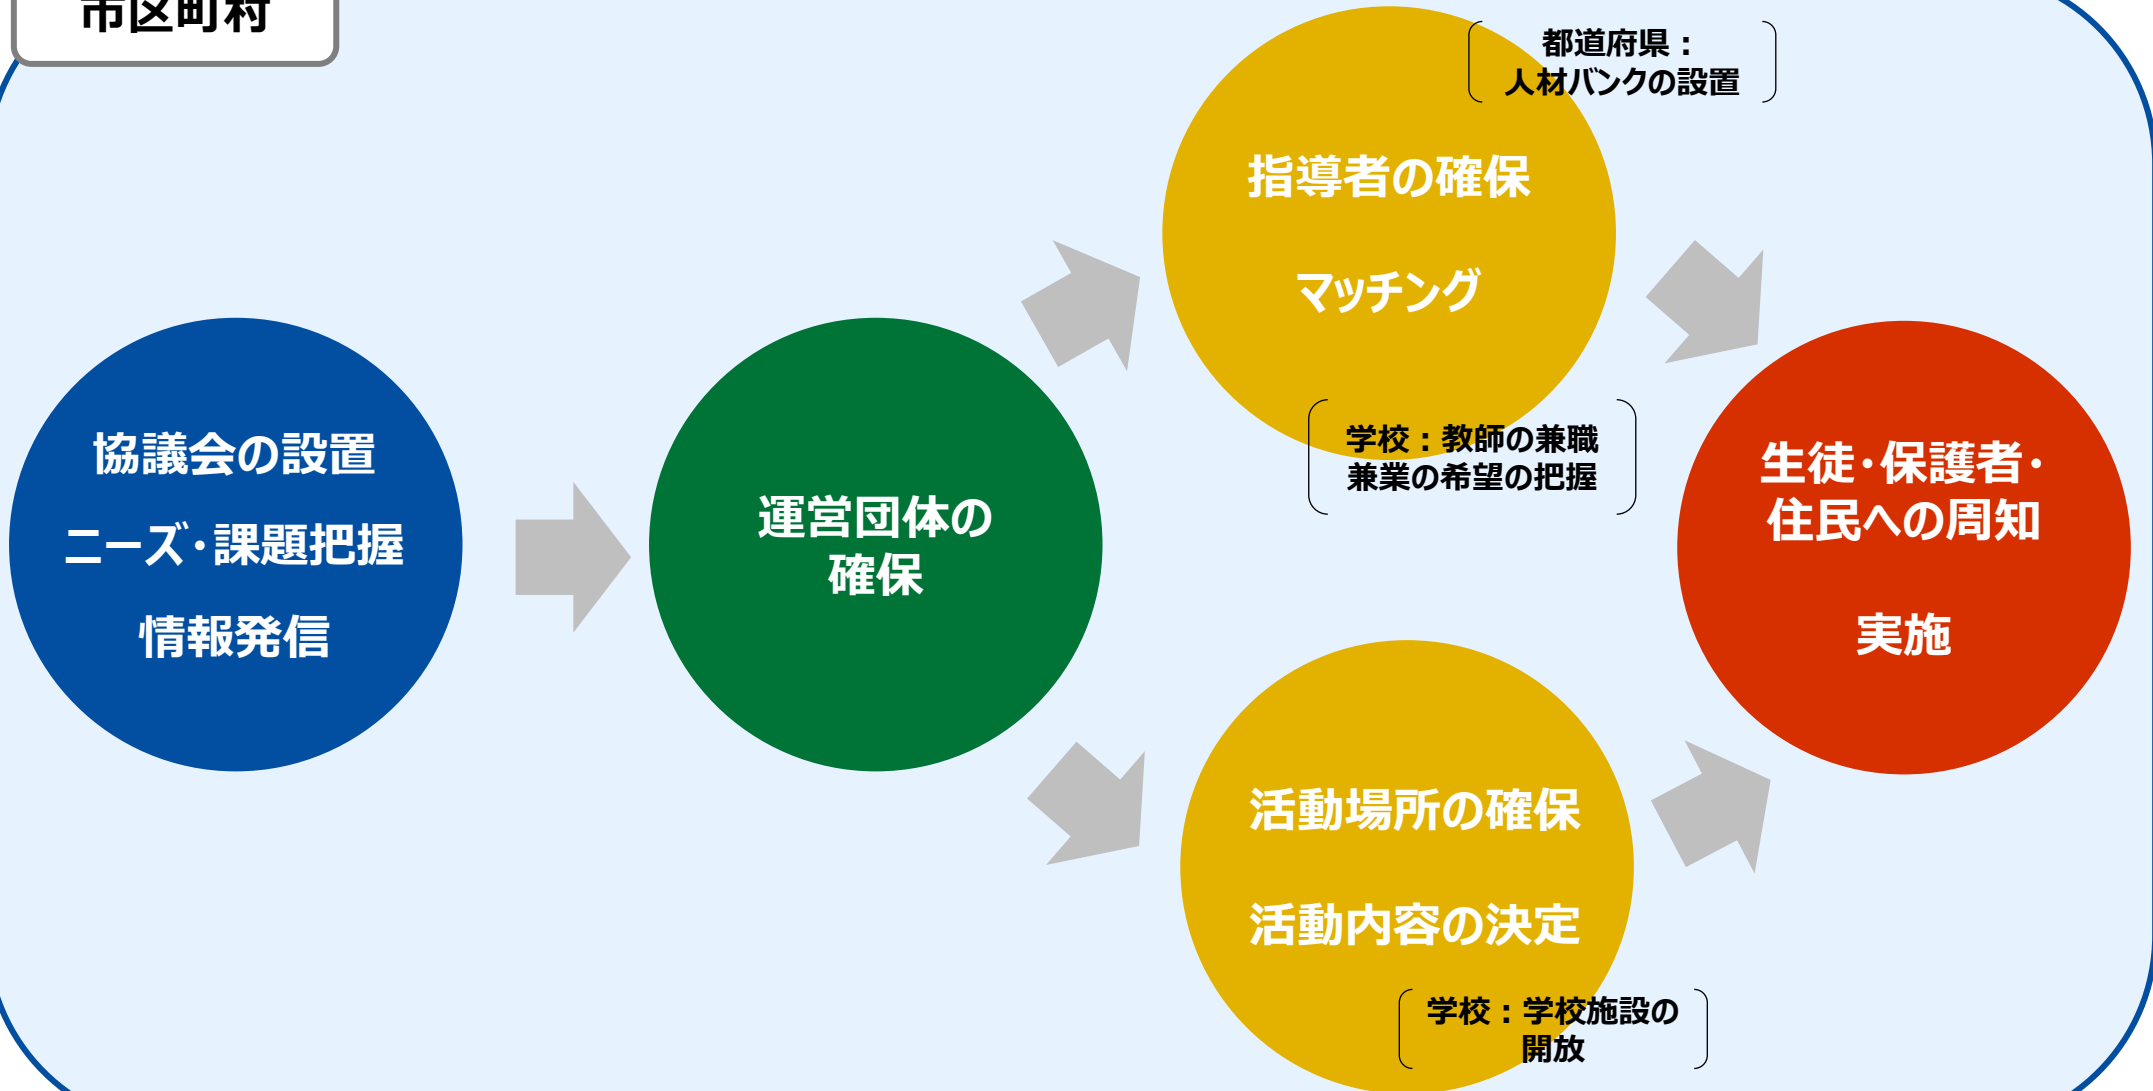 市区町村
都道府県：
人材バンクの設置
指導者の確保
マッチング
学校：教師の兼職
兼業の希望の把握
協議会の設置
ニーズ・課題把握
情報発信
運営団体の
確保
生徒・保護者・
住民への周知
実施
活動場所の確保
活動内容の決定
学校：学校施設の
開放